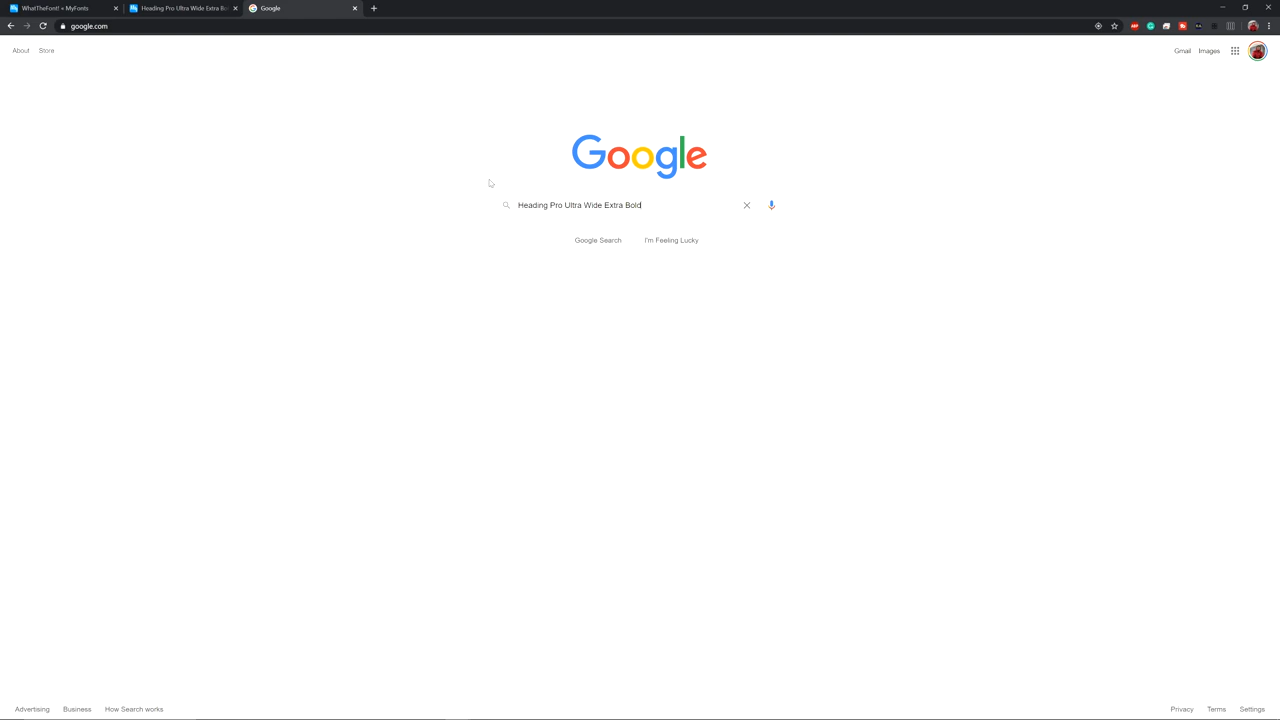 WhatTheFont! « MyFonts
Heading Pro Ultra Wide Extra Bo
Google
google.com
About Store
Gmail Images
Google
Heading Pro Ultra Wide Extra Bold
Google Search I'm Feeling Lucky
Advertising Business How Search works
Privacy Terms Settings